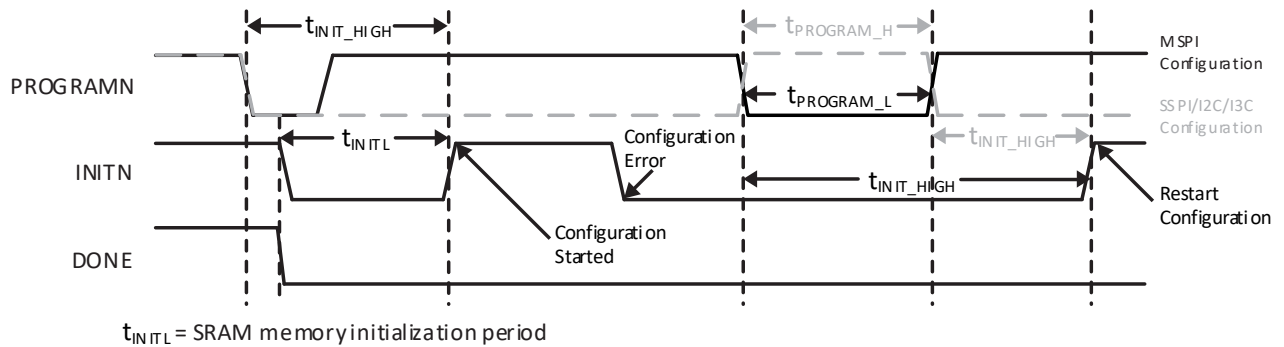 tINIT_HIGH
tPROGRAM_H
MSPI
Configuration
PROGRAMN
tPROGRAM_L
SSPI/I2C/I3C
Configuration
tINITL
Configuration
Error
tINIT_HIGH
INITN
tINIT_HIGH
Restart
Configuration
Configuration
Started
DONE
tINITL = SRAM memory initialization period